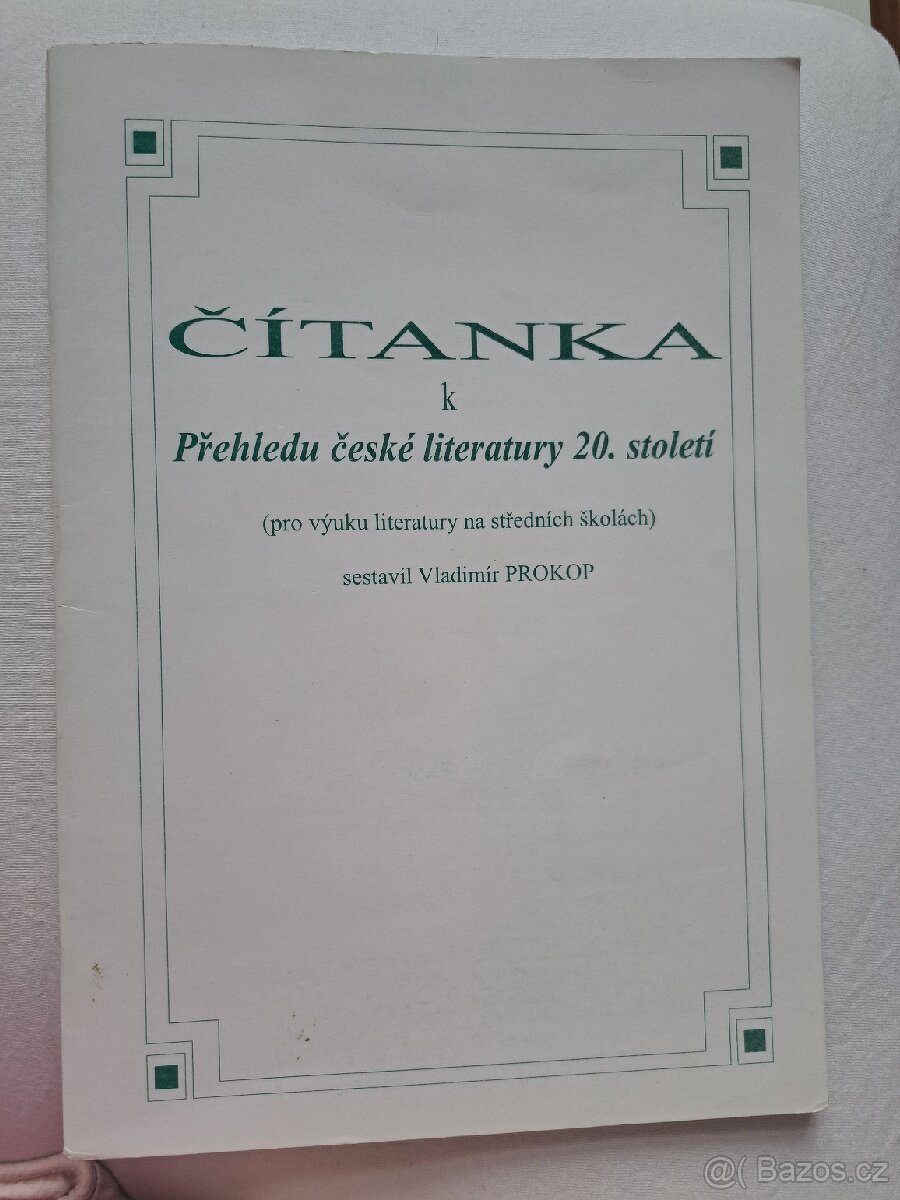 ČÍTANKA
k
Přehledu české literatury 20. století
(pro výuku literatury na středních školách)
sestavil Vladimír PROKOP
@( Bazos.cz